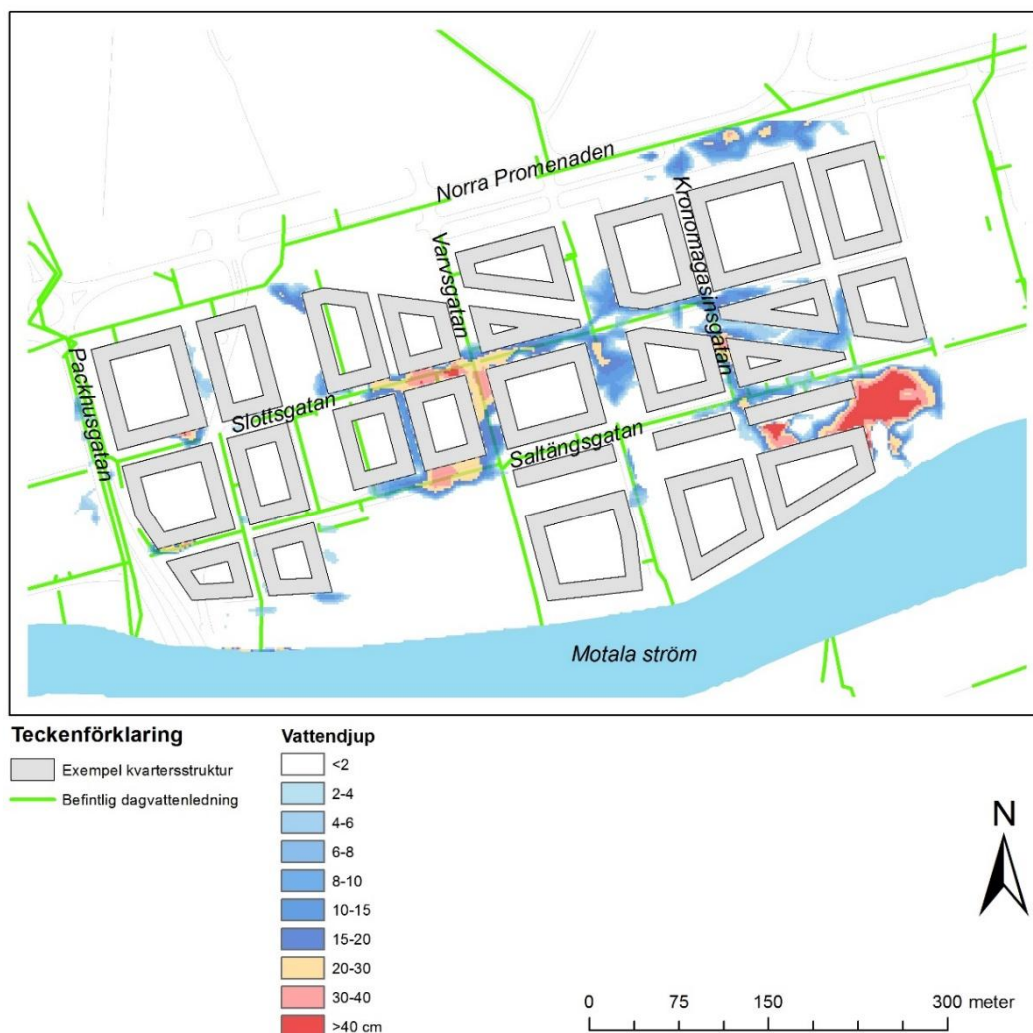 Norra Promenaden
Kronomagasinsgatan
Varvsgatan
Packhusgatan
Slottsgatan
Saltängsgatan
Motala ström
Teckenförklaring
Exempel kvartersstruktur
Befintlig dagvattenledning
Vattendjup
<2
2-4
4-6
6-8
8-10
10-15
15-20
20-30
30-40
>40 cm
N
0 75 150 300 meter